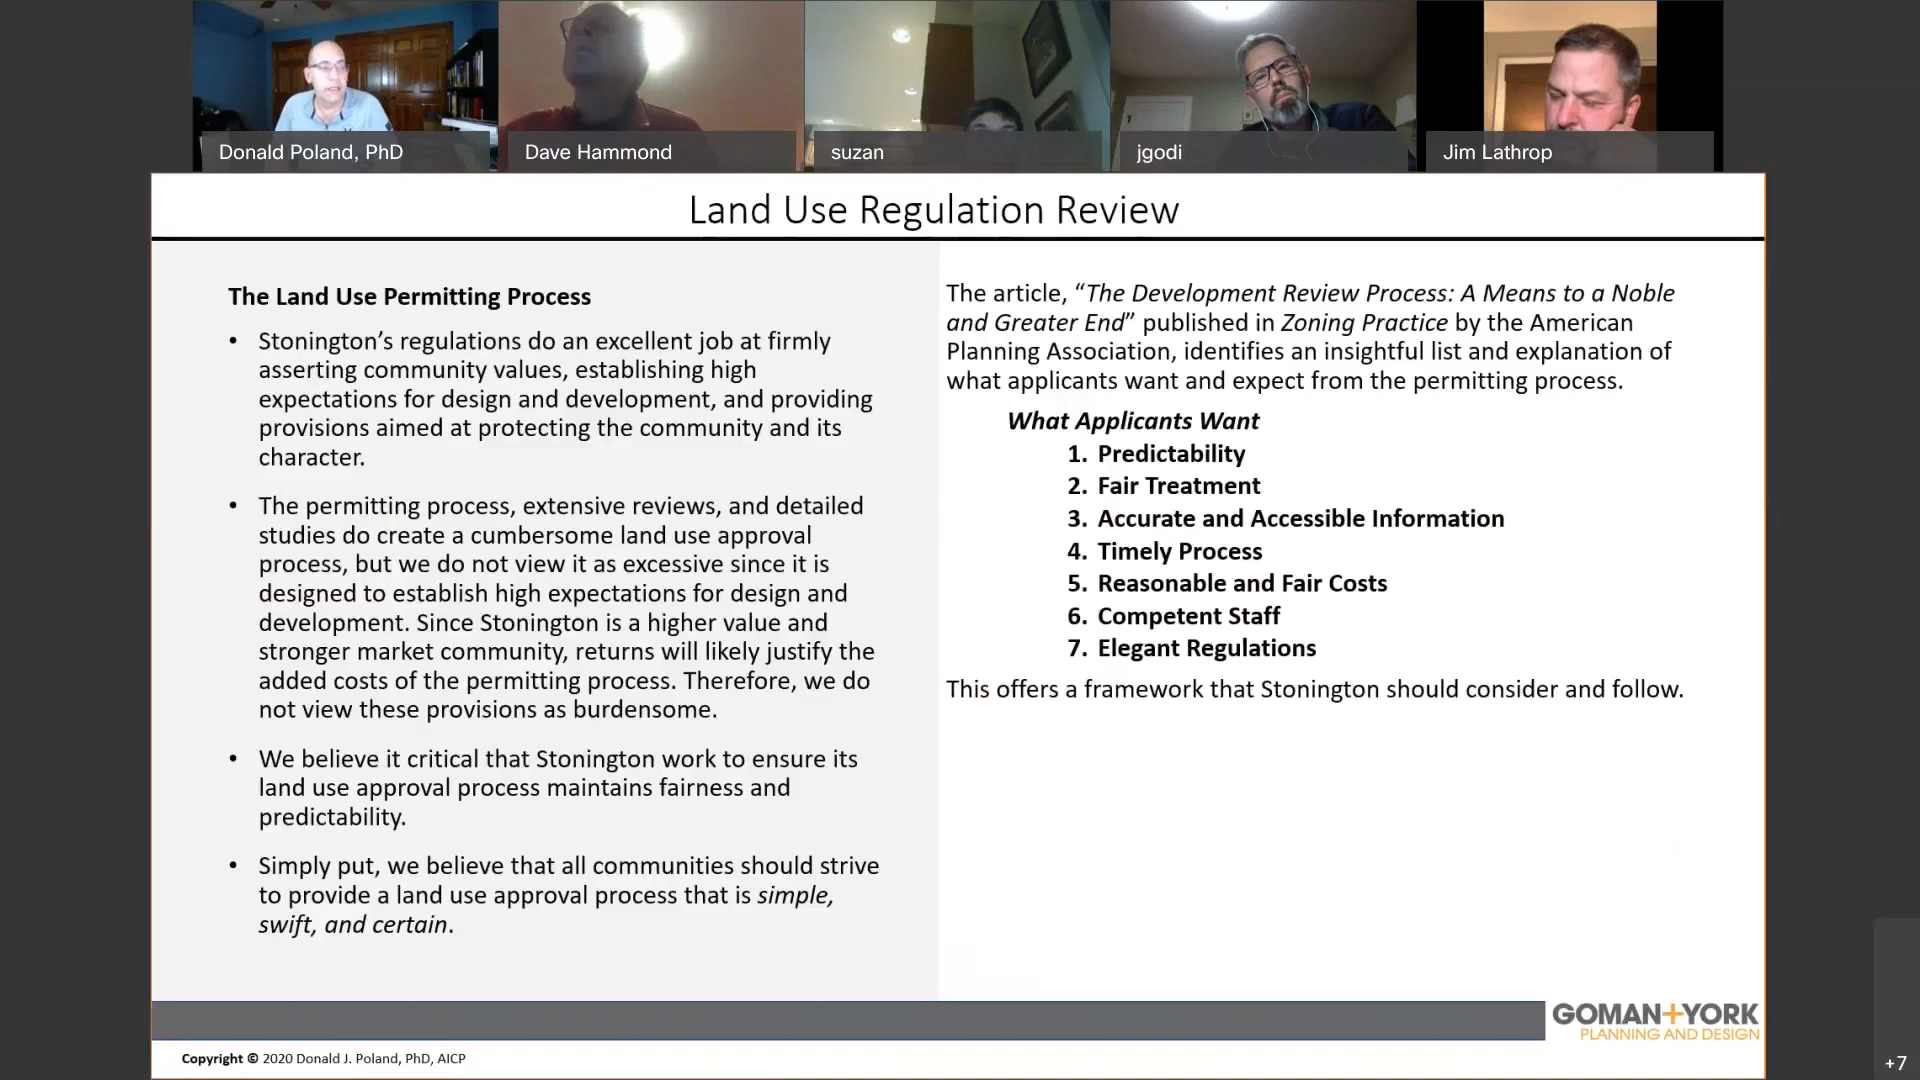 Donald Poland, PhD
Dave Hammond
suzan
jgodi
Jim Lathrop
Land Use Regulation Review
The Land Use Permitting Process
• Stonington’s regulations do an excellent job at firmly
asserting community values, establishing high
expectations for design and development, and providing
provisions aimed at protecting the community and its
character.
• The permitting process, extensive reviews, and detailed
studies do create a cumbersome land use approval
process, but we do not view it as excessive since it is
designed to establish high expectations for design and
development. Since Stonington is a higher value and
stronger market community, returns will likely justify the
added costs of the permitting process. Therefore, we do
not view these provisions as burdensome.
• We believe it critical that Stonington work to ensure its
land use approval process maintains fairness and
predictability.
• Simply put, we believe that all communities should strive
to provide a land use approval process that is simple,
swift, and certain.
The article, “The Development Review Process: A Means to a Noble
and Greater End” published in Zoning Practice by the American
Planning Association, identifies an insightful list and explanation of
what applicants want and expect from the permitting process.
What Applicants Want
1. Predictability
2. Fair Treatment
3. Accurate and Accessible Information
4. Timely Process
5. Reasonable and Fair Costs
6. Competent Staff
7. Elegant Regulations
This offers a framework that Stonington should consider and follow.
GOMAN+YORK
PLANNING AND DESIGN
Copyright © 2020 Donald J. Poland, PhD, AICP
+7